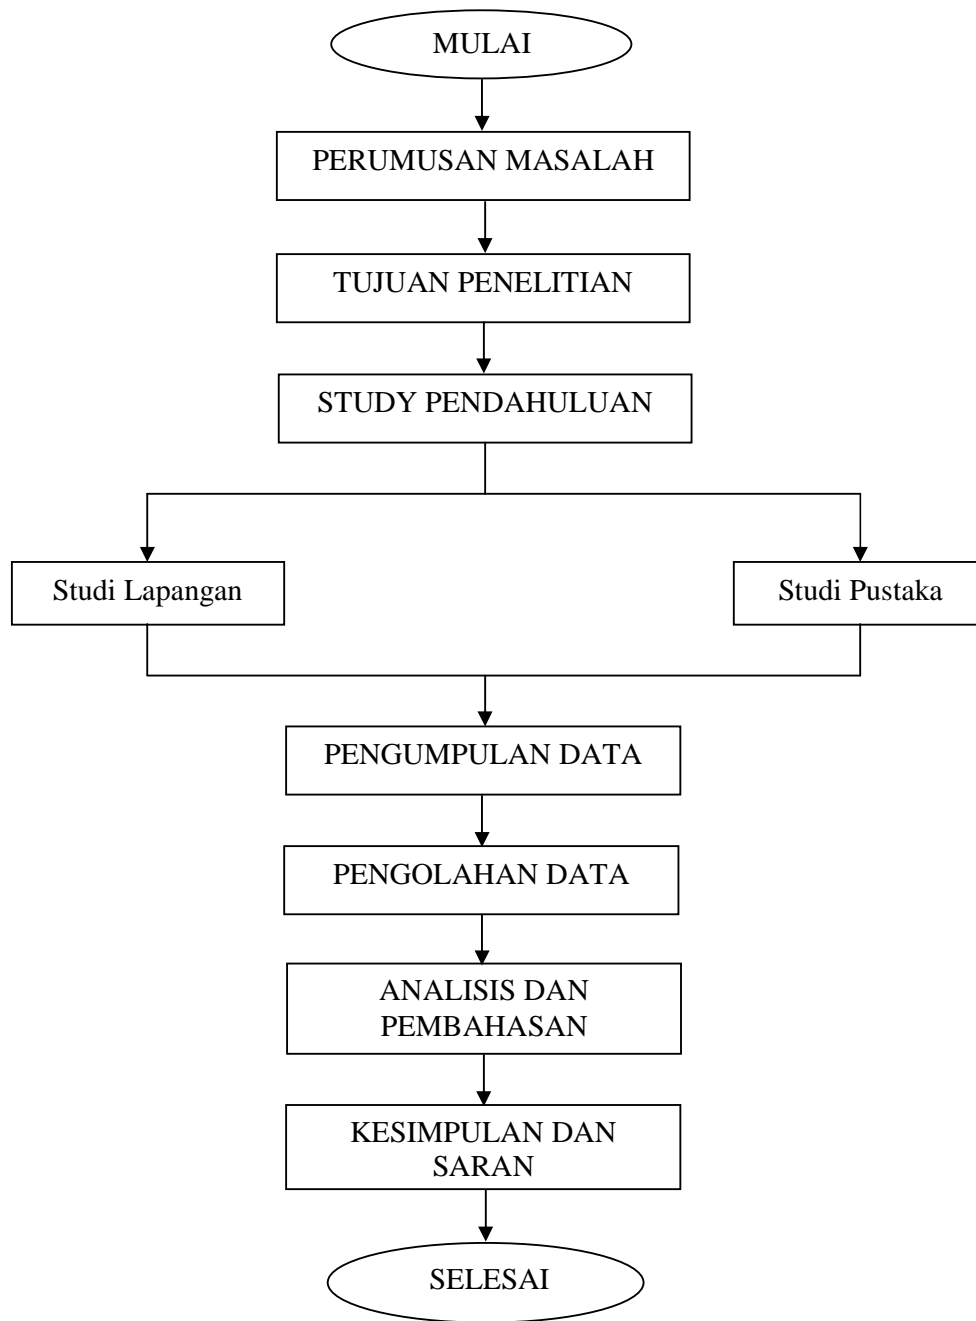 MULAI
PERUMUSAN MASALAH
TUJUAN PENELITIAN
STUDY PENDAHULUAN
Studi Lapangan
Studi Pustaka
PENGUMPULAN DATA
PENGOLAHAN DATA
ANALISIS DAN
PEMBAHASAN
KESIMPULAN DAN
SARAN
SELESAI